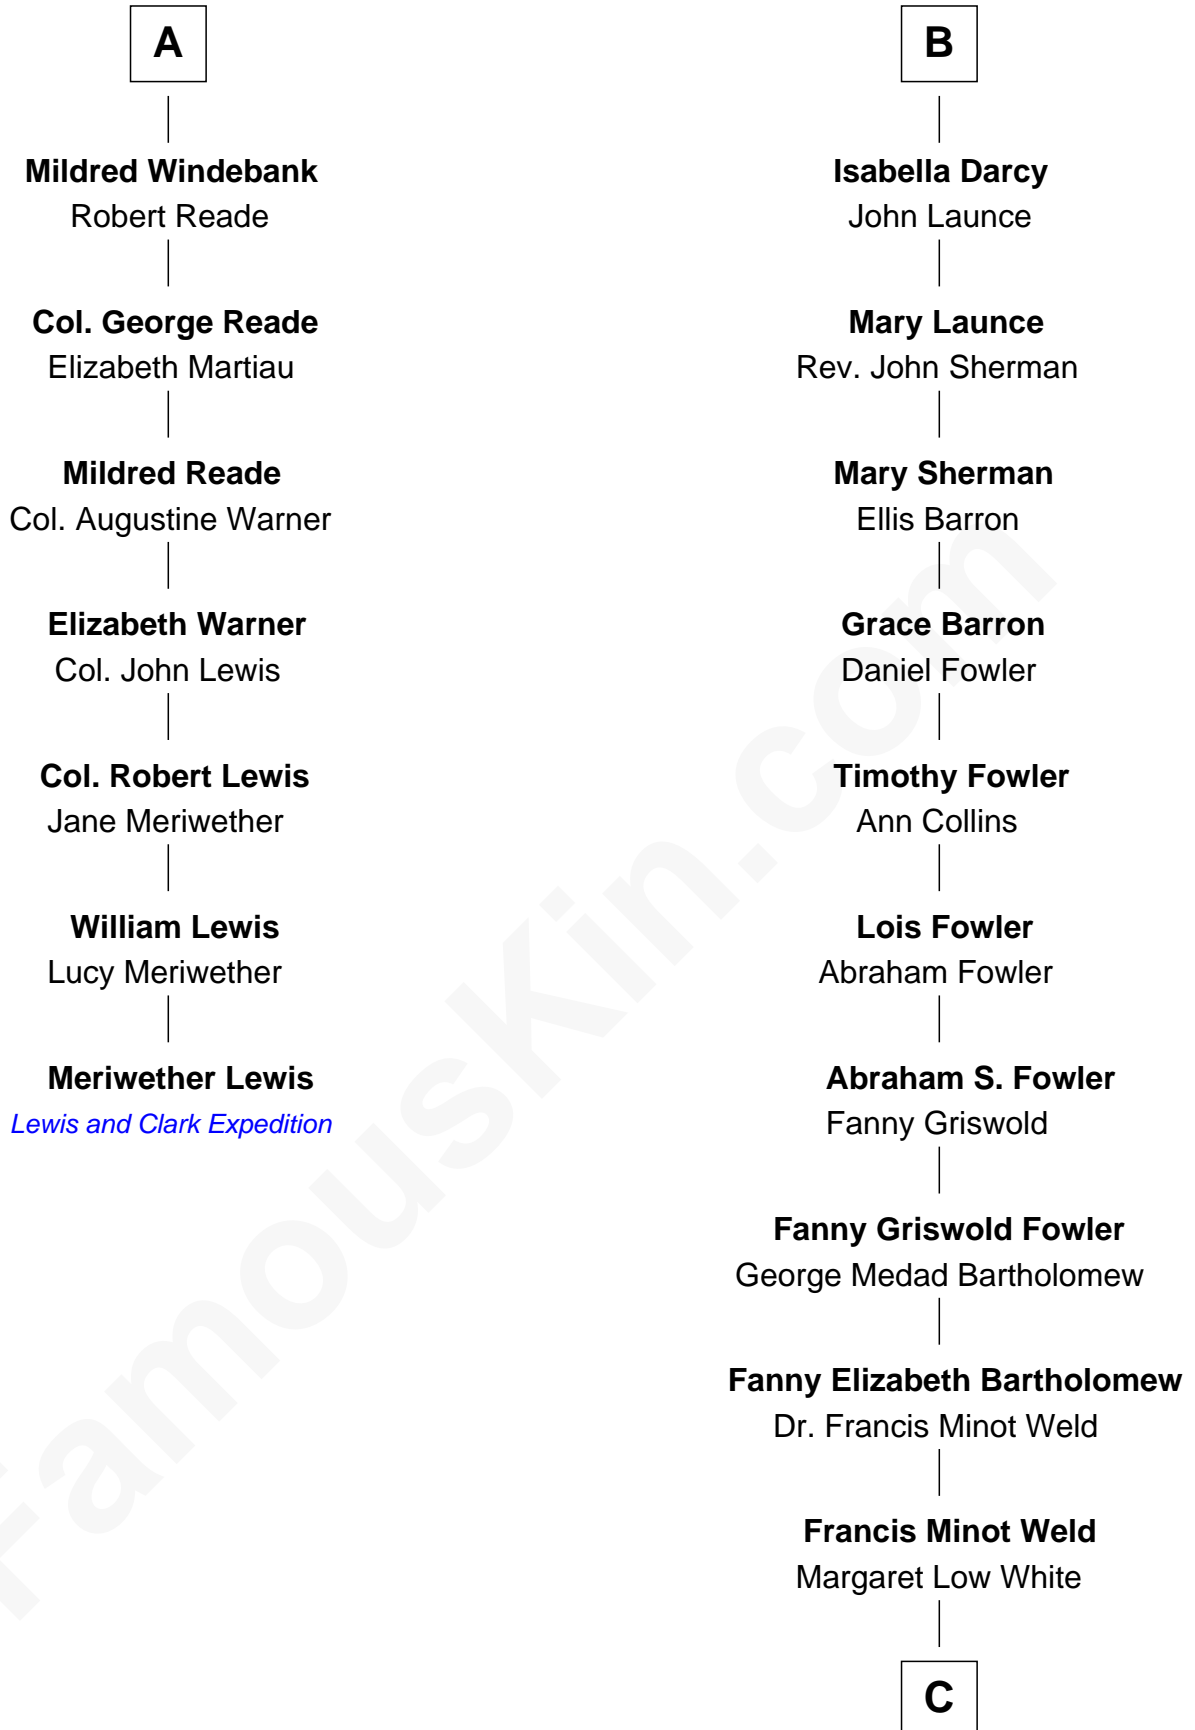 A
Mildred Windebank
Robert Reade
Col. George Reade
Elizabeth Martiau
Mildred Reade
Col. Augustine Warner
Elizabeth Warner
Col. John Lewis
Col. Robert Lewis
Jane Meriwether
William Lewis
Lucy Meriwether
Meriwether Lewis
Lewis and Clark Expedition
B
Isabella Darcy
John Launce
Mary Launce
Rev. John Sherman
Mary Sherman
Ellis Barron
Grace Barron
Daniel Fowler
Timothy Fowler
Ann Collins
Lois Fowler
Abraham Fowler
Abraham S. Fowler
Fanny Griswold
Fanny Griswold Fowler
George Medad Bartholomew
Fanny Elizabeth Bartholomew
Dr. Francis Minot Weld
Francis Minot Weld
Margaret Low White
C
FamousKin.com